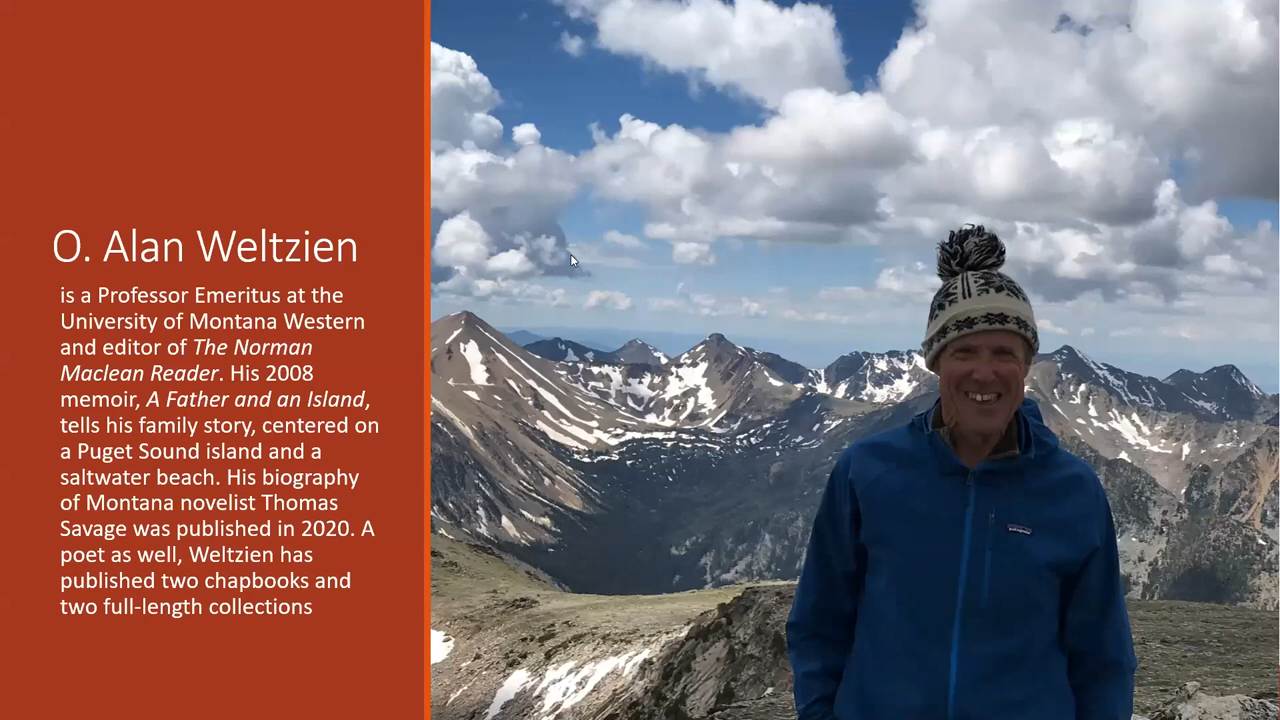 O. Alan Weltzien
is a Professor Emeritus at the
University of Montana Western
and editor of The Norman
Maclean Reader. His 2008
memoir, A Father and an Island,
tells his family story, centered on
a Puget Sound island and a
saltwater beach. His biography
of Montana novelist Thomas
Savage was published in 2020. A
poet as well, Weltzien has
published two chapbooks and
two full-length collections
patagonia